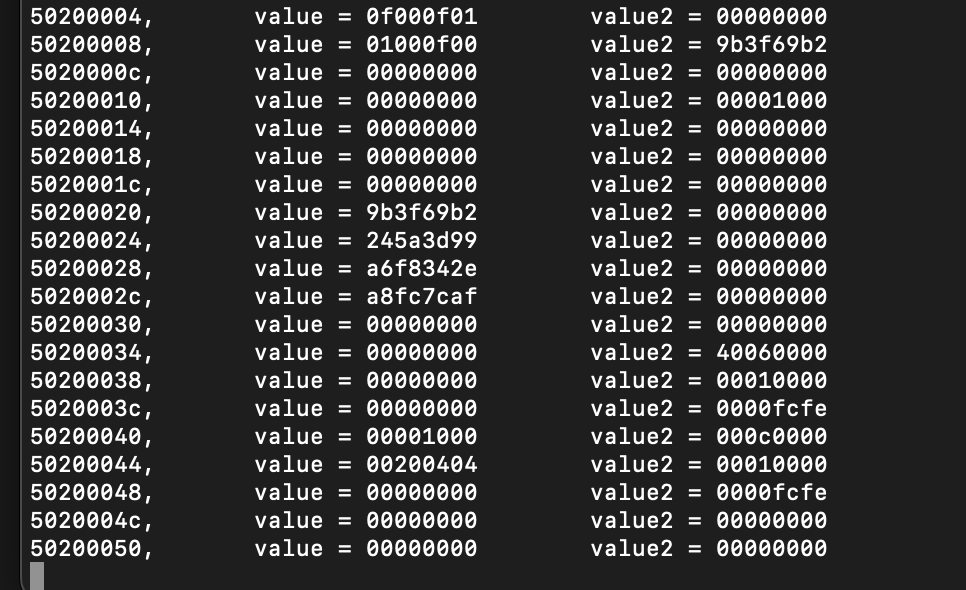 50200004, value = 0f000f01 value2 = 00000000
50200008, value = 01000f00 value2 = 9b3f69b2
5020000c, value = 00000000 value2 = 00000000
50200010, value = 00000000 value2 = 00001000
50200014, value = 00000000 value2 = 00000000
50200018, value = 00000000 value2 = 00000000
5020001c, value = 00000000 value2 = 00000000
50200020, value = 9b3f69b2 value2 = 00000000
50200024, value = 245a3d99 value2 = 00000000
50200028, value = a6f8342e value2 = 00000000
5020002c, value = a8fc7caf value2 = 00000000
50200030, value = 00000000 value2 = 00000000
50200034, value = 00000000 value2 = 40060000
50200038, value = 00000000 value2 = 00010000
5020003c, value = 00000000 value2 = 0000fcfe
50200040, value = 00001000 value2 = 000c0000
50200044, value = 00200404 value2 = 00010000
50200048, value = 00000000 value2 = 0000fcfe
5020004c, value = 00000000 value2 = 00000000
50200050, value = 00000000 value2 = 00000000